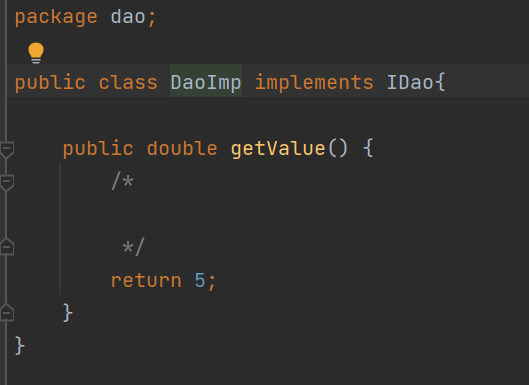 package dao;
public class DaoImp implements IDao{
public double getValue() {
/*
*/
return 5;
}
}